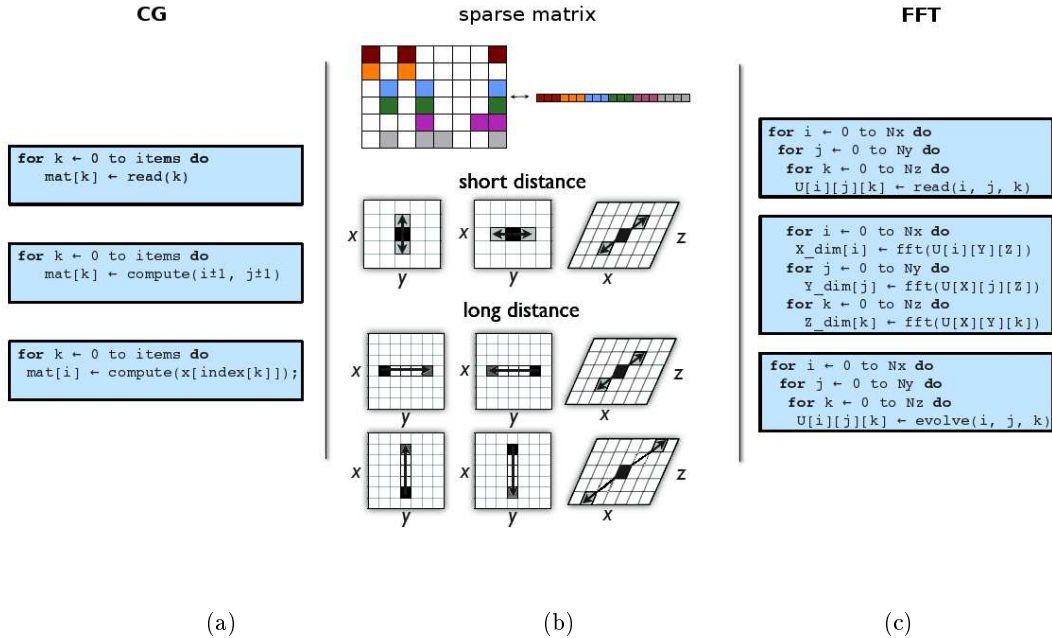 CG
for k ← 0 to items do
mat[k] ← read(k)
for k ← 0 to items do
mat[k] ← compute(i±1, j±1)
for k ← 0 to items do
mat[i] ← compute(x[index[k]]);
sparse matrix
short distance
x
y
y
x
z
long distance
x
y
x
y
x
z
x
y
x
y
x
z
FFT
for i ← 0 to Nx do
for j ← 0 to Ny do
for k ← 0 to Nz do
U[i][j][k] ← read(i, j, k)
for i ← 0 to Nx do
X_dim[i] ← fft(U[i][Y][Z])
for j ← 0 to Ny do
Y_dim[j] ← fft(U[X][j][Z])
for k ← 0 to Nz do
Z_dim[k] ← fft(U[X][Y][k])
for i ← 0 to Nx do
for j ← 0 to Ny do
for k ← 0 to Nz do
U[i][j][k] ← evolve(i, j, k)
(a)
(b)
(c)